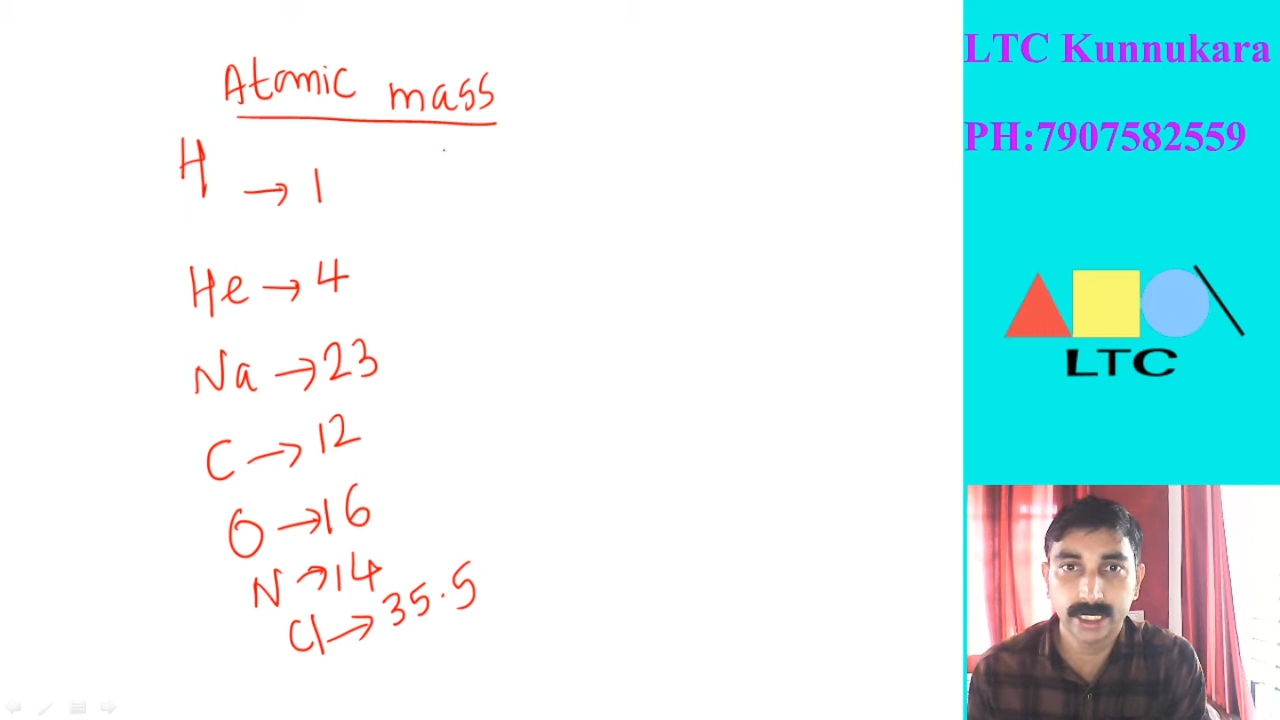 Atomic mass
H → 1
He → 4
Na → 23
C → 12
O → 16
N → 14
Cl → 35.5
LTC Kunnukara
PH:7907582559
LTC